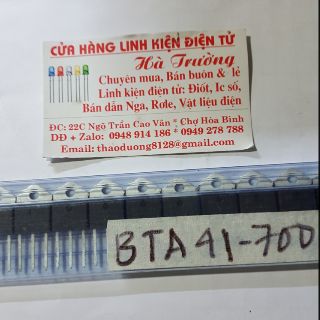 CỬA HÀNG LINH KIỆN ĐIỆN TỬ
Hà Trường
Chuyên mua, Bán buôn & lẻ
Linh kiện điện tử: Điốt, Ic số,
Bán dẫn Nga, Rơle, Vật liệu điện
ĐC: 22C Ngõ Trần Cao Vân * Chợ Hòa Bình
DĐ + Zalo: 0948 914 186 * 0949 278 788
Email: thaoduong8128@gmail.com
BTA41-700